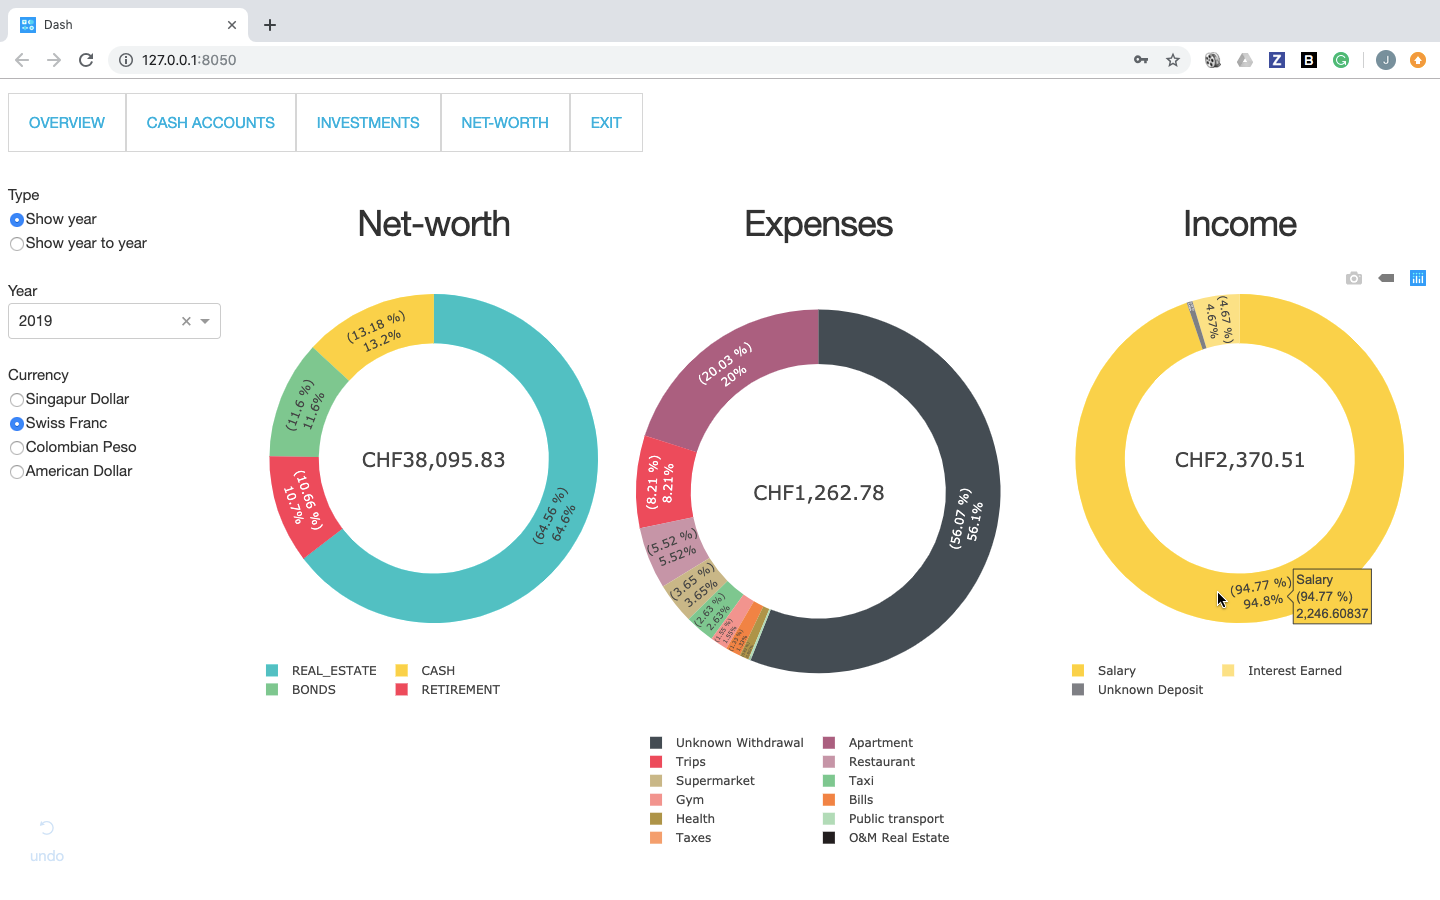 Dash
127.0.0.1:8050
Z
B
J
OVERVIEW
CASH ACCOUNTS
INVESTMENTS
NET-WORTH
EXIT
Type
Show year
Show year to year
Year
2019
Currency
Singapur Dollar
Swiss Franc
Colombian Peso
American Dollar
undo
Net-worth
(13.18 %)
13.2%
(11.6 %)
11.6%
(10.66 %)
10.7%
(64.56 %)
64.6%
CHF38,095.83
REAL_ESTATE
CASH
BONDS
RETIREMENT
Expenses
(20.03 %)
20%
(8.21 %)
8.21%
(5.52 %)
5.52%
(3.65 %)
3.65%
(2.63 %)
2.63%
(56.07 %)
56.1%
CHF1,262.78
Unknown Withdrawal
Apartment
Trips
Restaurant
Supermarket
Taxi
Gym
Bills
Health
Public transport
Taxes
O&M Real Estate
Income
(4.67 %)
4.67%
CHF2,370.51
(94.77 %)
94.8%
Salary
(94.77 %)
2,246.60837
Salary
Interest Earned
Unknown Deposit